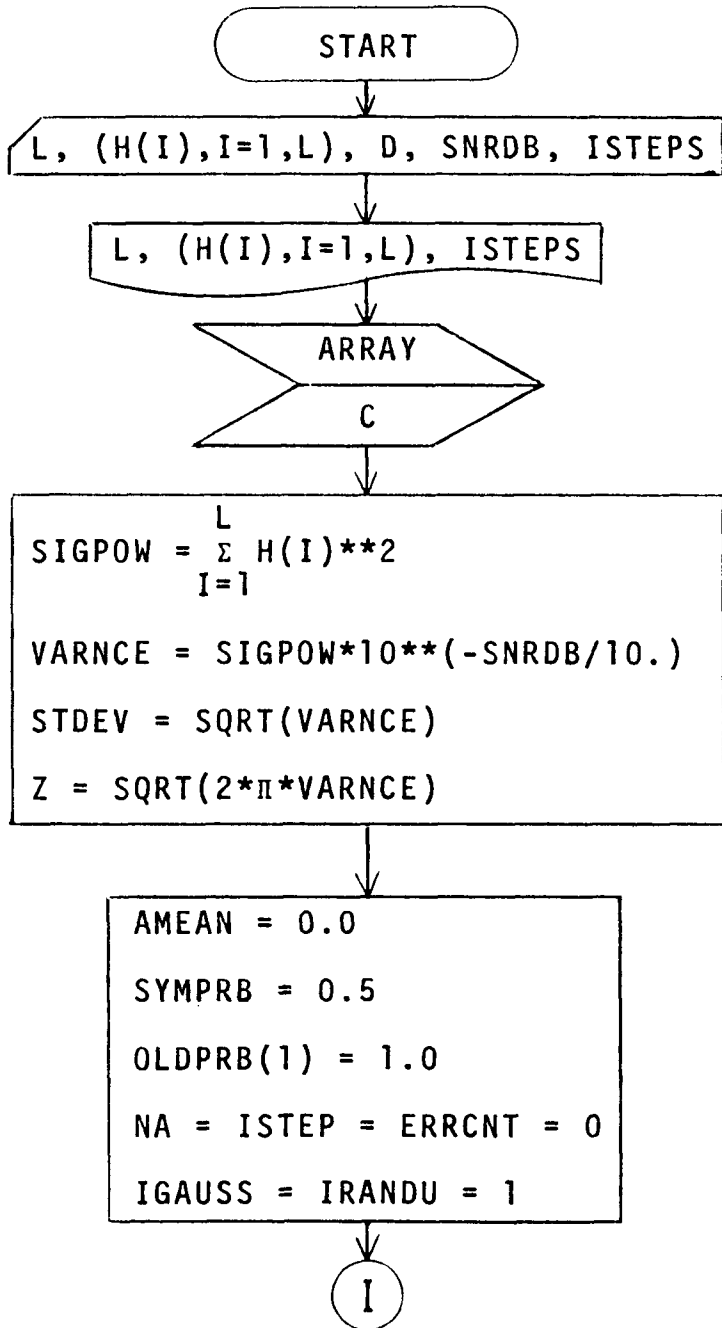 START
L, (H(I),I=1,L), D, SNRDB, ISTEPS
L, (H(I),I=1,L), ISTEPS
ARRAY
C
L
SIGPOW = Σ H(I)**2
I=1
VARNCE = SIGPOW*10**(-SNRDB/10.)
STDEV = SQRT(VARNCE)
Z = SQRT(2*π*VARNCE)
AMEAN = 0.0
SYMPRB = 0.5
OLDPRB(1) = 1.0
NA = ISTEP = ERRCNT = 0
IGAUSS = IRANDU = 1
I